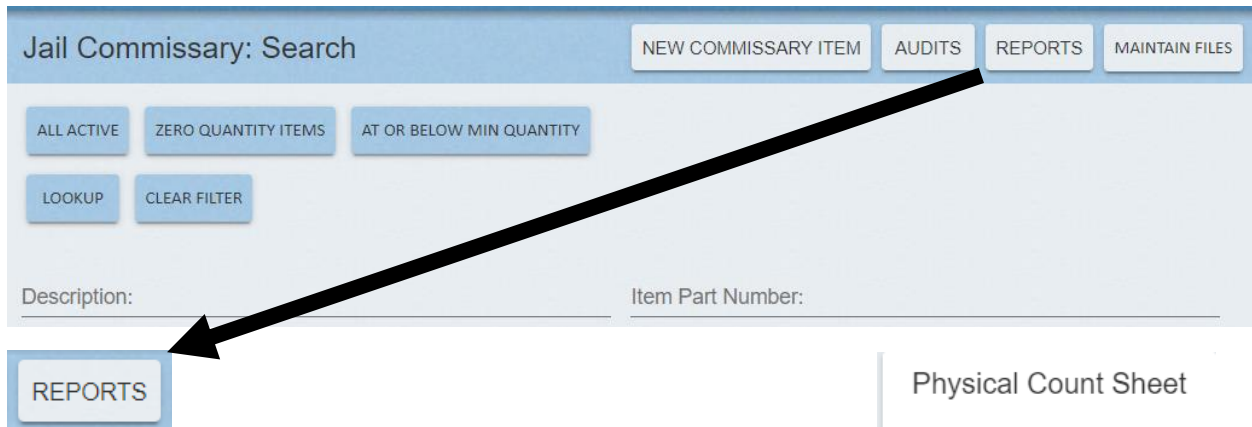 Jail Commissary: Search NEW COMMISSARY ITEM AUDITS REPORTS MAINTAIN FILES
ALL ACTIVE ZERO QUANTITY ITEMS AT OR BELOW MIN QUANTITY
LOOKUP CLEAR FILTER
Description: Item Part Number:
REPORTS Physical Count Sheet